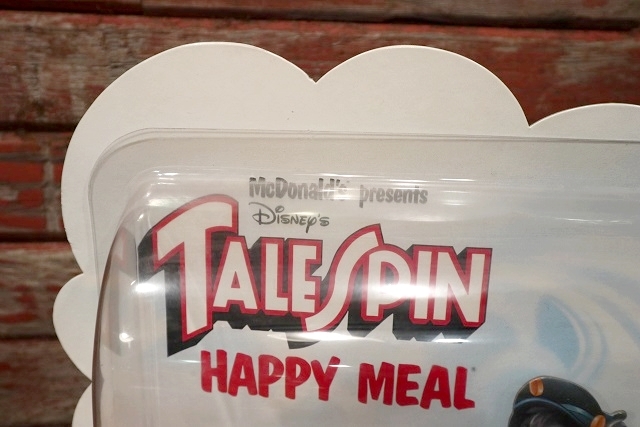 McDonald's presents
Disney's
TALESPIN
HAPPY MEAL